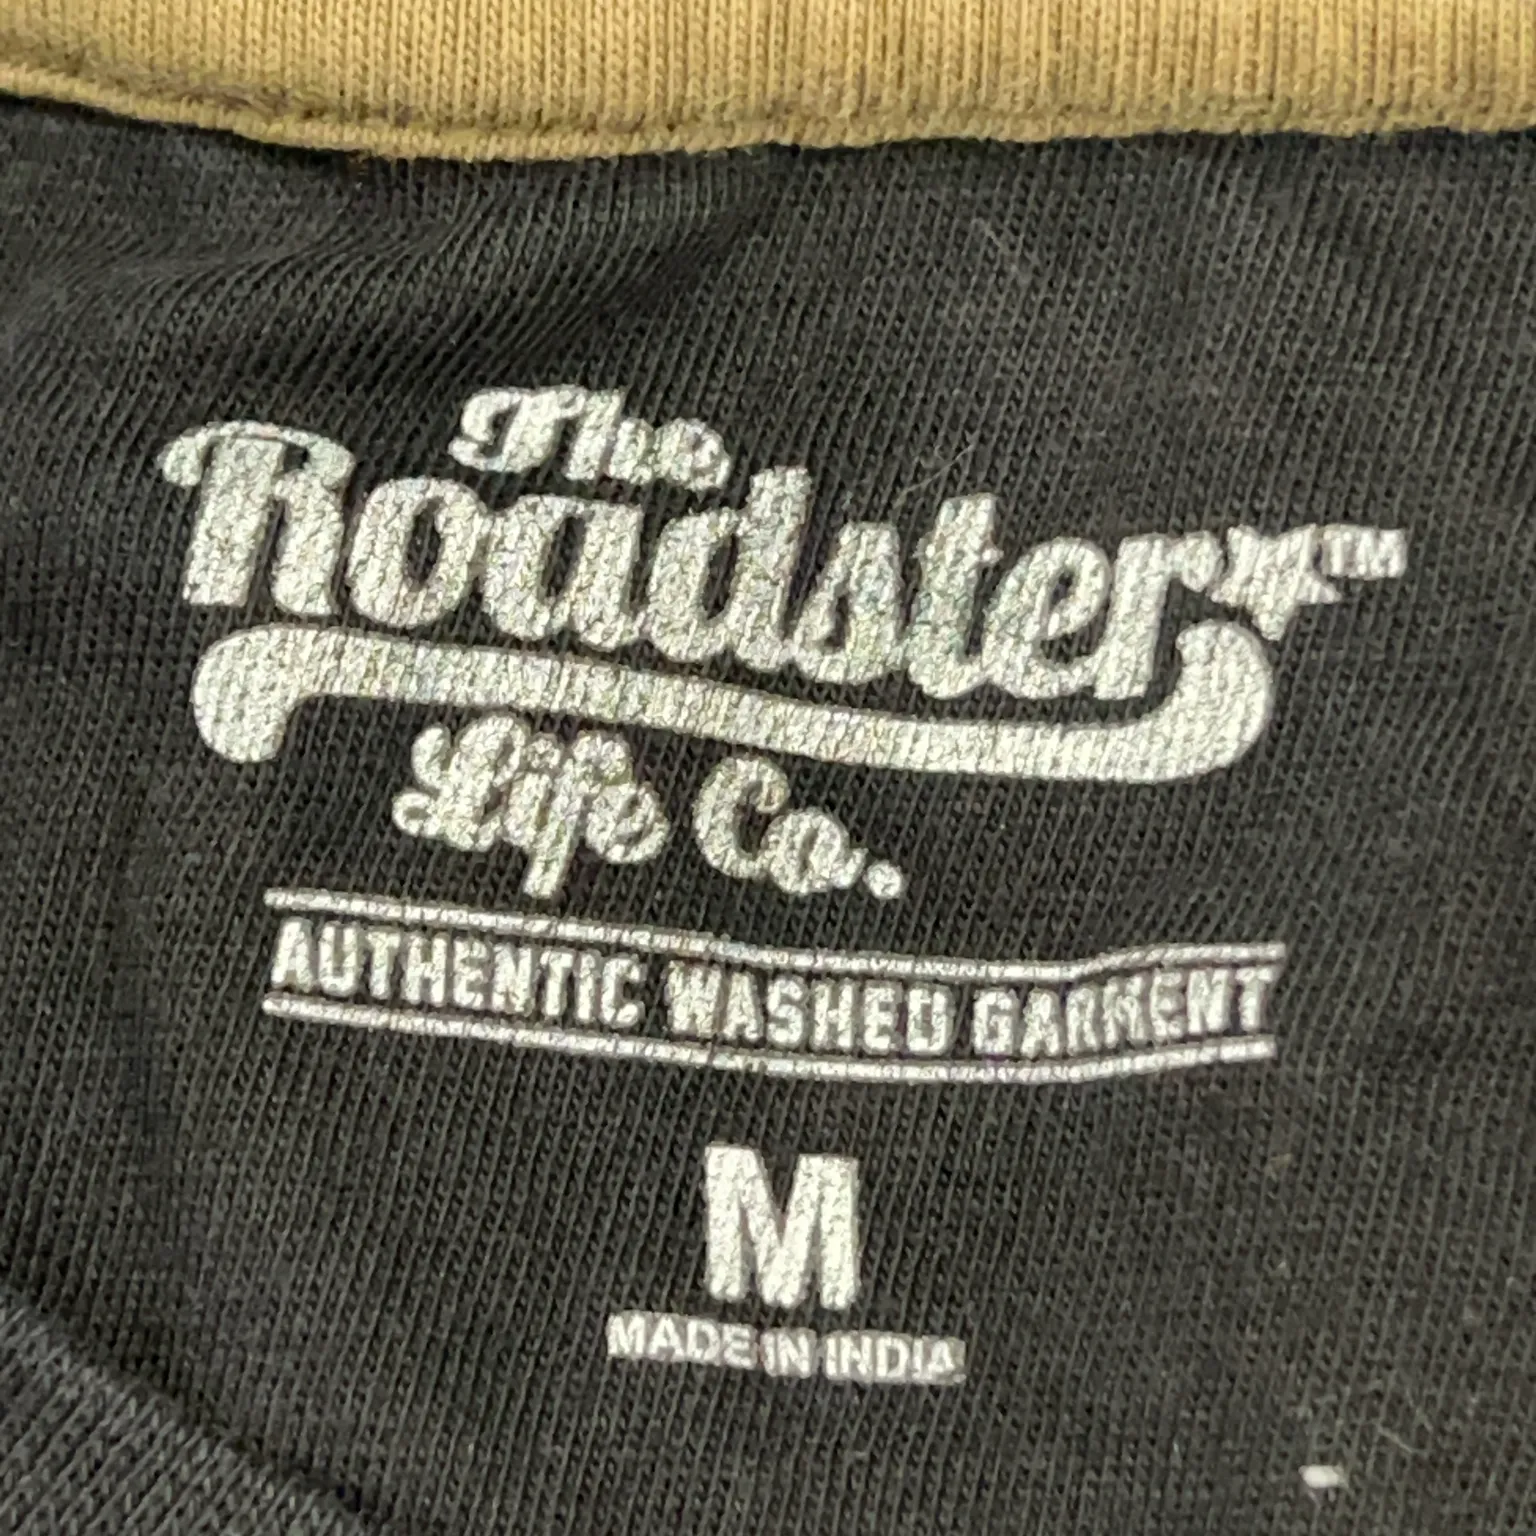 The
Roadster™
Life Co.
AUTHENTIC WASHED GARMENT
M
MADE IN INDIA